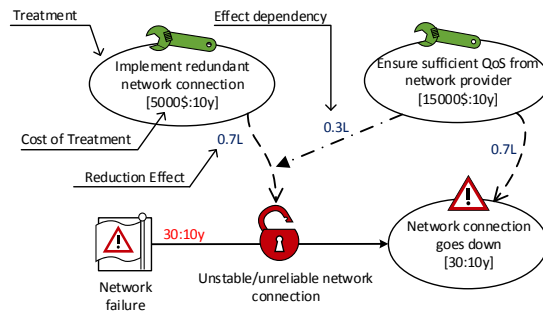 Treatment
Effect dependency
Implement redundant
network connection
[5000$:10y]
Ensure sufficient QoS from
network provider
[15000$:10y]
Cost of Treatment
0.7L
0.3L
0.7L
Reduction Effect
30:10y
Network connection
goes down
[30:10y]
Network
failure
Unstable/unreliable network
connection